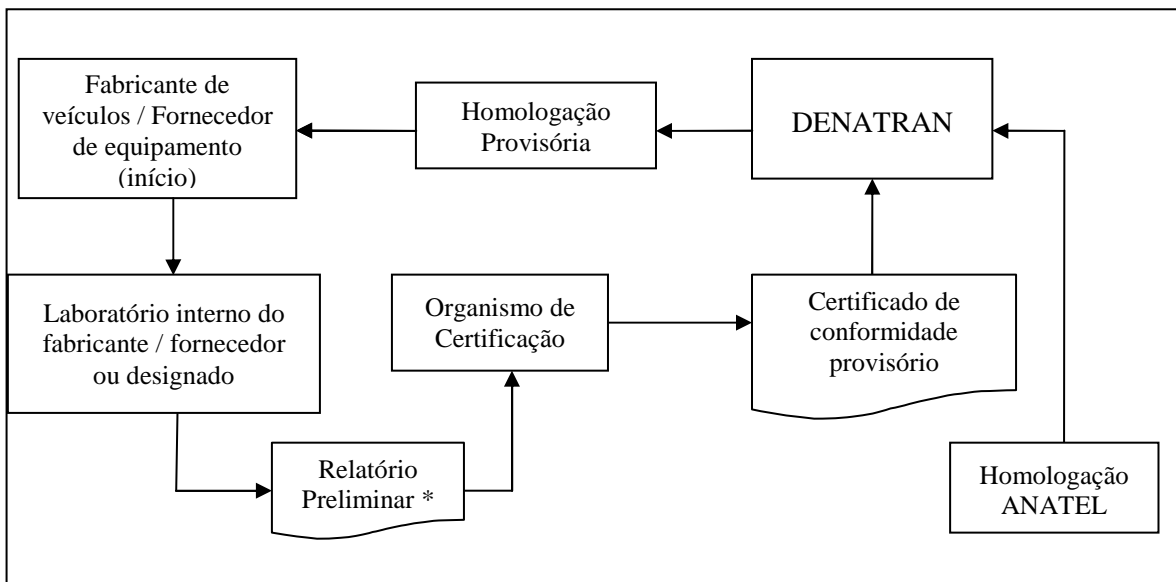 Fabricante de
veículos / Fornecedor
de equipamento
(início)
Homologação
Provisória
DENATRAN
Laboratório interno do
fabricante / fornecedor
ou designado
Organismo de
Certificação
Certificado de
conformidade
provisório
Relatório
Preliminar *
Homologação
ANATEL